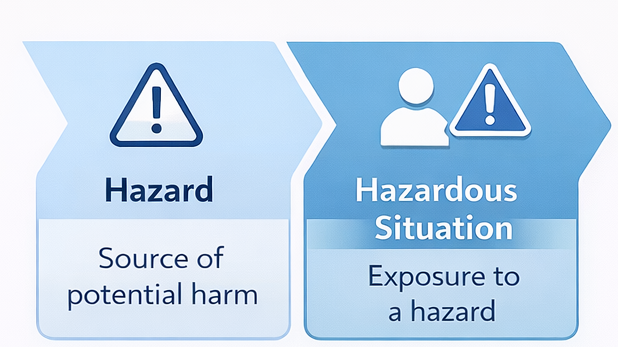 Hazard
Source of
potential harm
Hazardous
Situation
Exposure to
a hazard